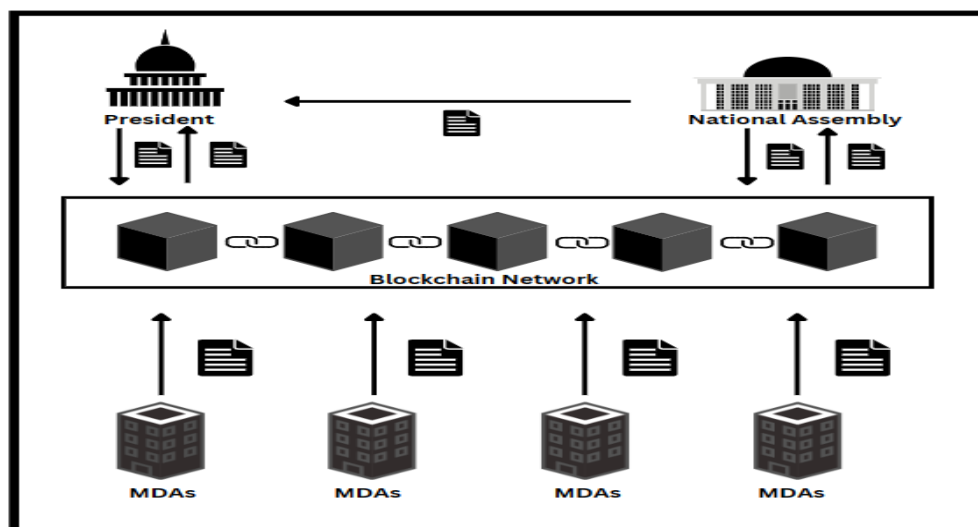 President
National Assembly
Blockchain Network
MDAs
MDAs
MDAs
MDAs